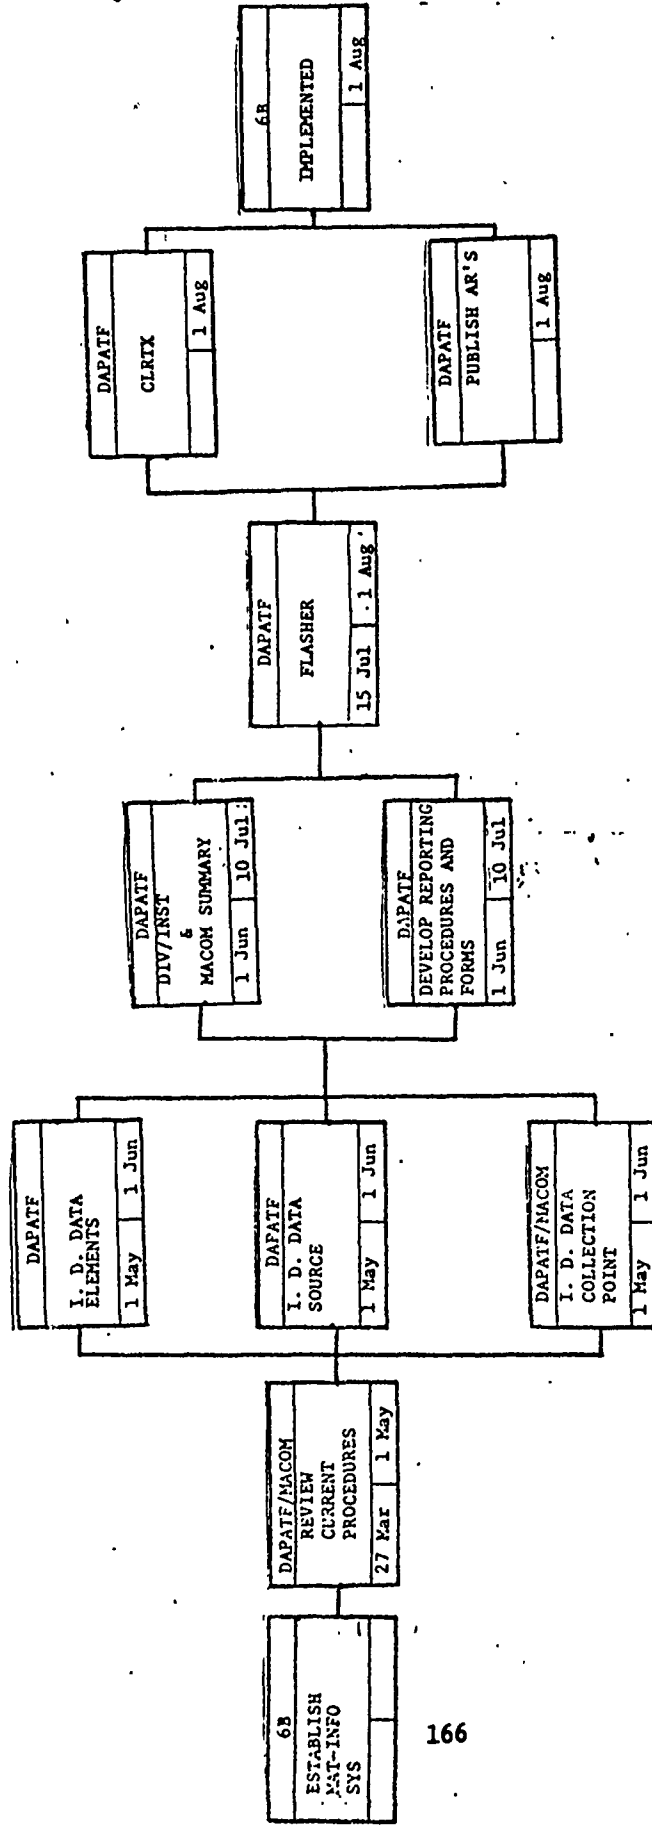 6B
ESTABLISH
MAT-INFO
SYS
DAPATF/MACOM
REVIEW
CURRENT
PROCEDURES
27 Mar 1 May
DAPATF
I. D. DATA
ELEMENTS
1 May 1 Jun
DAPATF
I. D. DATA
SOURCE
1 May 1 Jun
DAPATF/MACOM
I. D. DATA
COLLECTION
POINT
1 May 1 Jun
DAPATF
DIV/INST
&
MACOM SUMMARY
1 Jun 10 Jul
DAPATF
DEVELOP REPORTING
PROCEDURES AND
FORMS
1 Jun 10 Jul
DAPATF
FLASHER
15 Jul 1 Aug
DAPATF
CLRTX
1 Aug
DAPATF
PUBLISH AR'S
1 Aug
6B
IMPLEMENTED
1 Aug
166